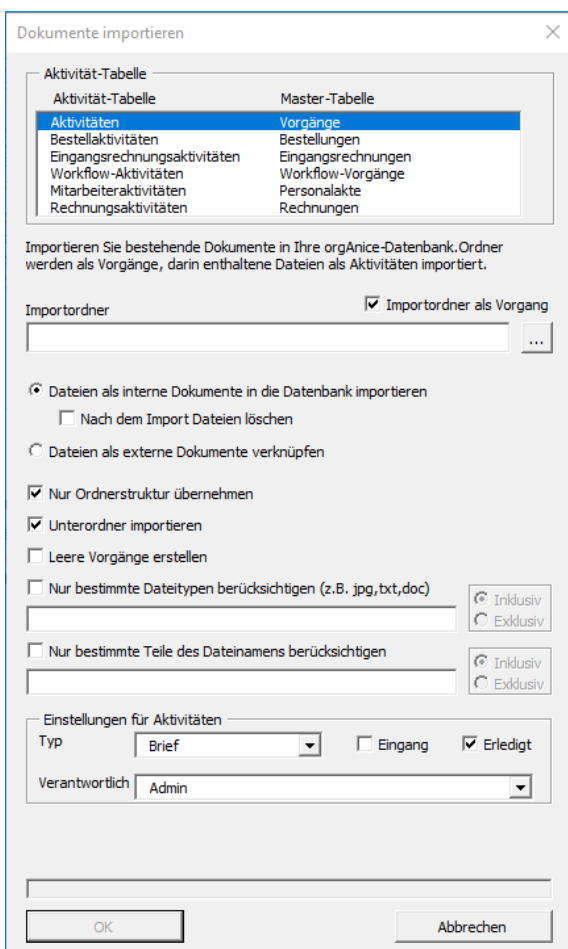 Dokumente importieren
Aktivität-Tabelle
Aktivität-Tabelle Master-Tabelle
Aktivitäten Vorgänge
Bestellaktivitäten Bestellungen
Eingangsrechnungsaktivitäten Eingangsrechnungen
Workflow-Aktivitäten Workflow-Vorgänge
Mitarbeiteraktivitäten Personalakte
Rechnungsaktivitäten Rechnungen
Importieren Sie bestehende Dokumente in Ihre orgAnice-Datenbank.Ordner
werden als Vorgänge, darin enthaltene Dateien als Aktivitäten importiert.
Importordner Importordner als Vorgang
...
Dateien als interne Dokumente in die Datenbank importieren
Nach dem Import Dateien löschen
Dateien als externe Dokumente verknüpfen
Nur Ordnerstruktur übernehmen
Unterordner importieren
Leere Vorgänge erstellen
Nur bestimmte Dateitypen berücksichtigen (z.B. jpg,txt,doc)
Inklusiv
Exklusiv
Nur bestimmte Teile des Dateinamens berücksichtigen
Inklusiv
Exklusiv
Einstellungen für Aktivitäten
Typ Brief Eingang Erledigt
Verantwortlich Admin
OK Abbrechen